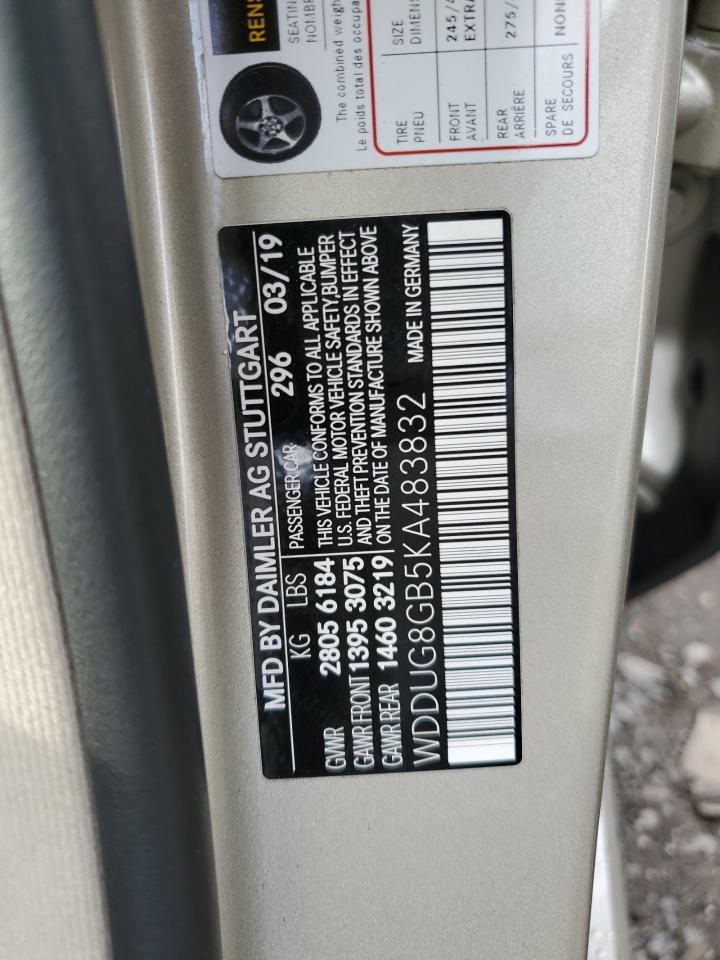 MFD BY DAIMLER AG STUTTGART
296 03/19
KG LBS PASSENGER CAR
GVWR 2805 6184 THIS VEHICLE CONFORMS TO ALL APPLICABLE
U.S. FEDERAL MOTOR VEHICLE SAFETY,BUMPER
GAWR FRONT 1395 3075 AND THEFT PREVENTION STANDARDS IN EFFECT
GAWR REAR 1460 3219 ON THE DATE OF MANUFACTURE SHOWN ABOVE
WDDUG8GB5KA483832 MADE IN GERMANY
RENS
SEATIN
NOMB
The combined weigh
Le poids total des occupa
TIRE SIZE
PNEU DIMENS
FRONT 245/4
AVANT EXTRA
REAR 275/
ARRIÈRE
SPARE NON
DE SECOURS